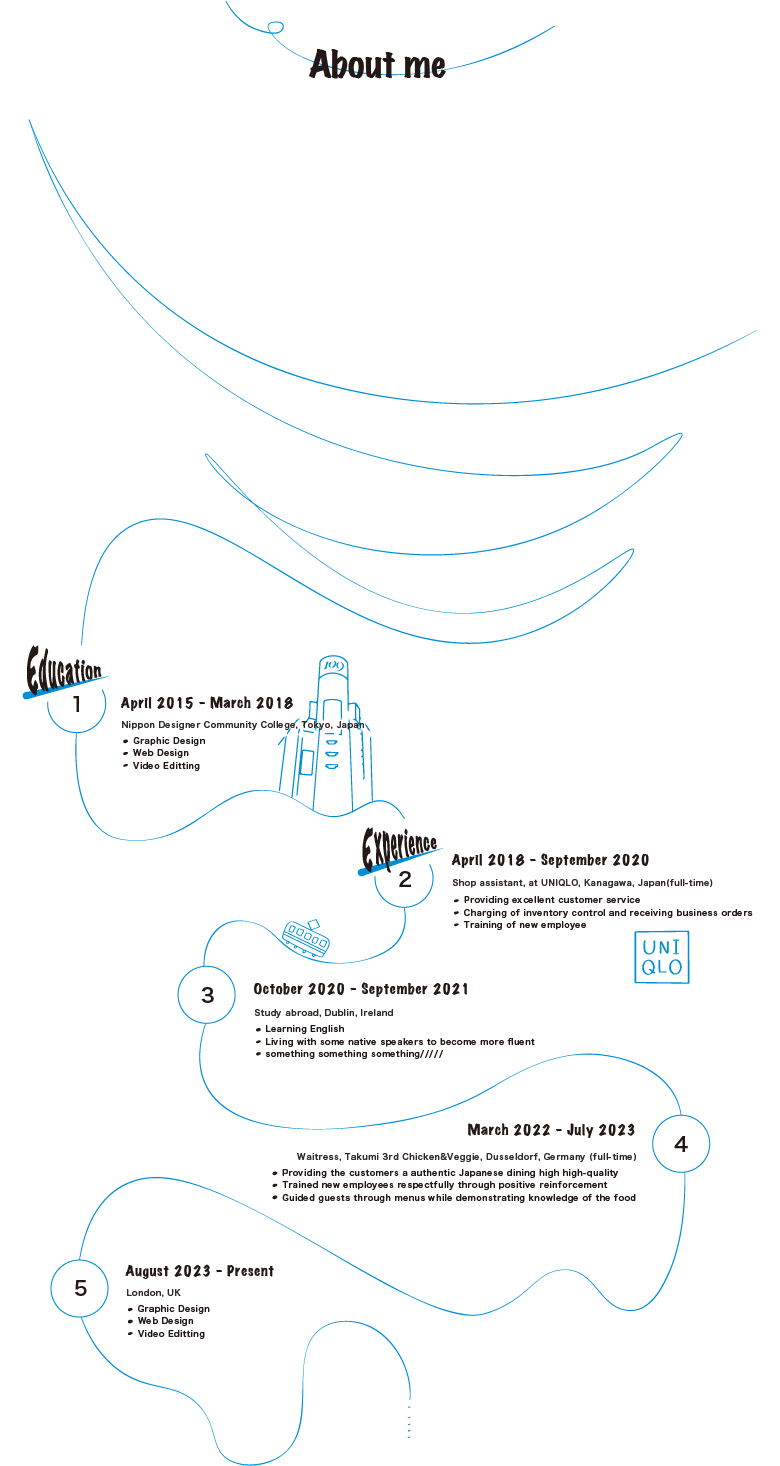 About me
Education
1
April 2015 - March 2018
Nippon Designer Community College, Tokyo, Japan
Graphic Design
Web Design
Video Editting
109
Experience
2
April 2018 - September 2020
Shop assistant, at UNIQLO, Kanagawa, Japan(full-time)
Providing excellent customer service
Charging of inventory control and receiving business orders
Training of new employee
UNI
QLO
3
October 2020 - September 2021
Study abroad, Dublin, Ireland
Learning English
Living with some native speakers to become more fluent
something something something/////
March 2022 - July 2023
4
Waitress, Takumi 3rd Chicken&Veggie, Dusseldorf, Germany (full-time)
Providing the customers a authentic Japanese dining high high-quality
Trained new employees respectfully through positive reinforcement
Guided guests through menus while demonstrating knowledge of the food
5
August 2023 - Present
London, UK
Graphic Design
Web Design
Video Editting